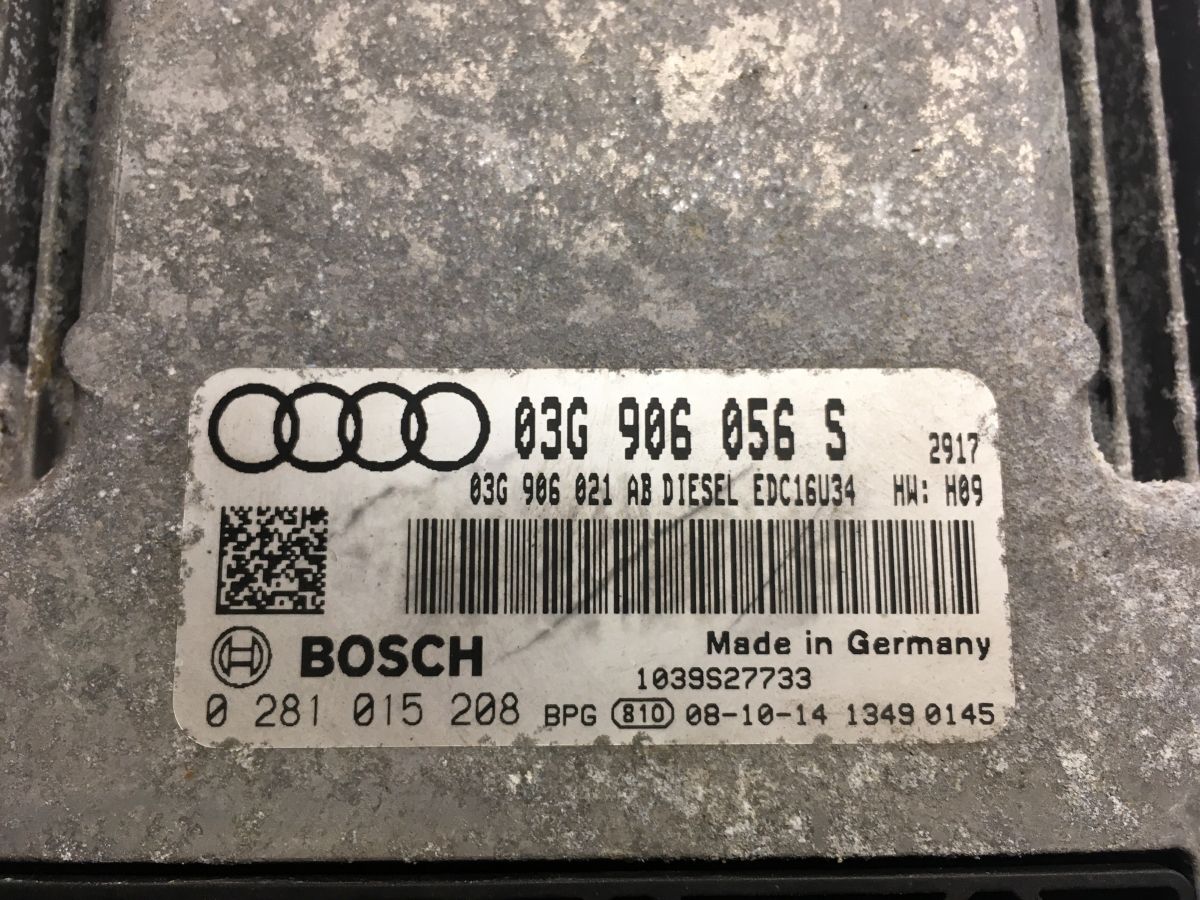 03G 906 056 S 2917
03G 906 021 AB DIESEL EDC16U34 HW: H09
BOSCH Made in Germany
1039S27733
0 281 015 208 BPG 810 08-10-14 1349 0145